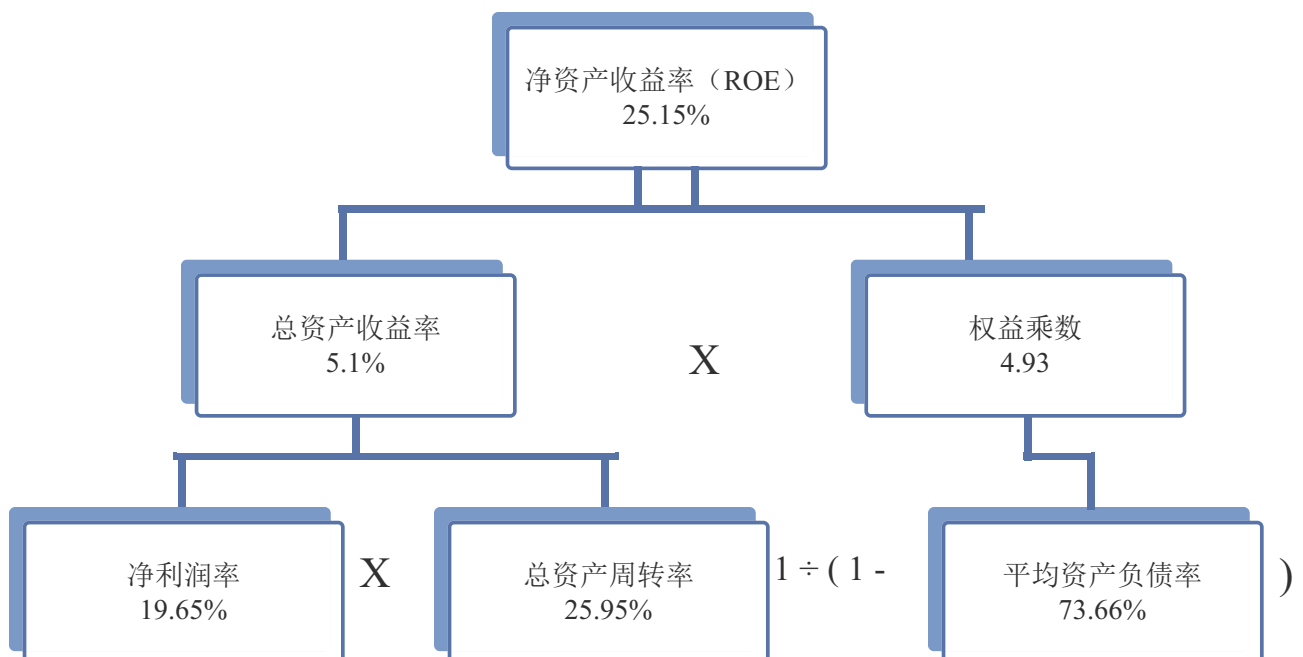 净资产收益率（ROE）
25.15%
总资产收益率
5.1%
X
权益乘数
4.93
净利润率
19.65%
X
总资产周转率
25.95%
1 ÷ ( 1 -
平均资产负债率
73.66%
)